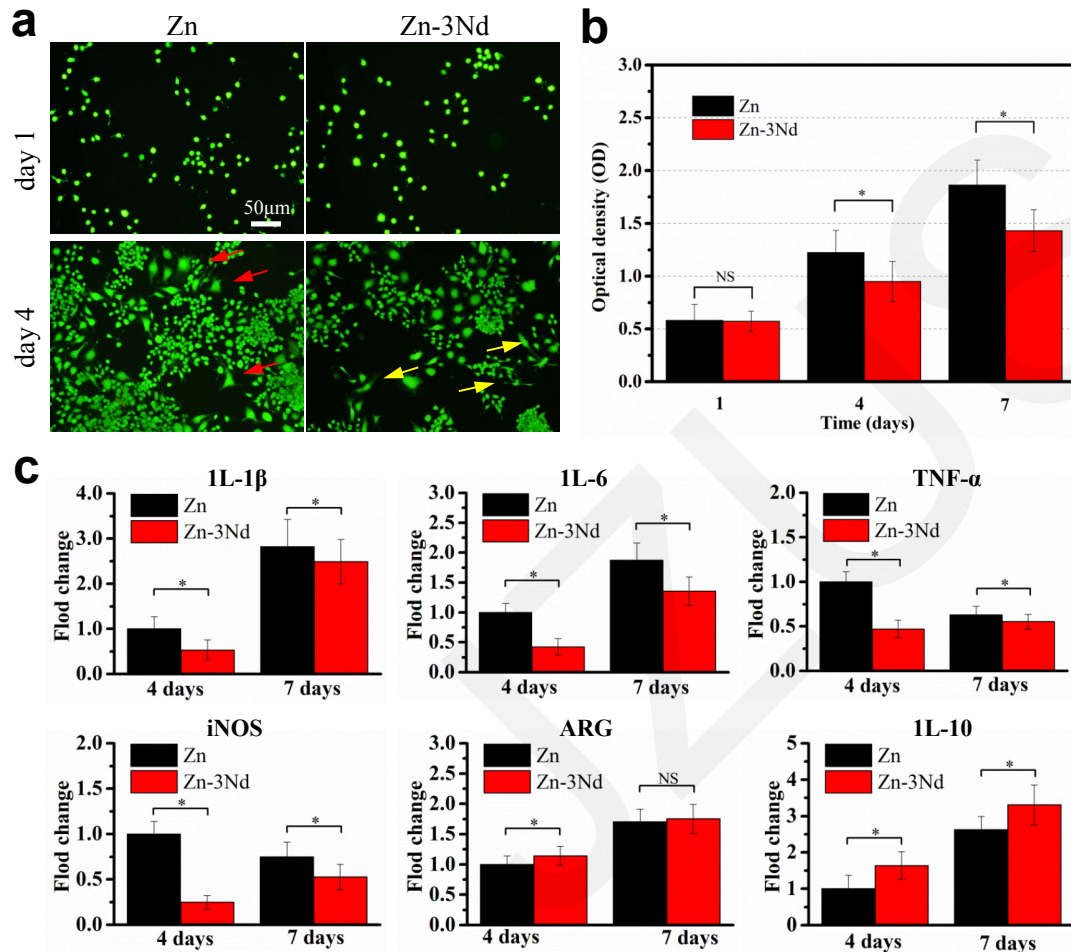 a
Zn
Zn-3Nd
day 1
50μm
day 4
b
Optical density (OD)
3.0
2.5
2.0
1.5
1.0
0.5
0.0
Zn
Zn-3Nd
NS
*
*
1
4
7
Time (days)
c
1L-1β
Flod change
4.0
3.0
2.0
1.0
0.0
Zn
Zn-3Nd
*
*
4 days
7 days
1L-6
Flod change
3.0
2.5
2.0
1.5
1.0
0.5
0.0
Zn
Zn-3Nd
*
*
4 days
7 days
TNF-α
Flod change
2.0
1.5
1.0
0.5
0.0
Zn
Zn-3Nd
*
*
4 days
7 days
iNOS
Flod change
2.0
1.5
1.0
0.5
0.0
Zn
Zn-3Nd
*
*
4 days
7 days
ARG
Flod change
2.5
2.0
1.5
1.0
0.5
0.0
Zn
Zn-3Nd
*
NS
4 days
7 days
1L-10
Flod change
5
4
3
2
1
0
Zn
Zn-3Nd
*
*
4 days
7 days
JZUS